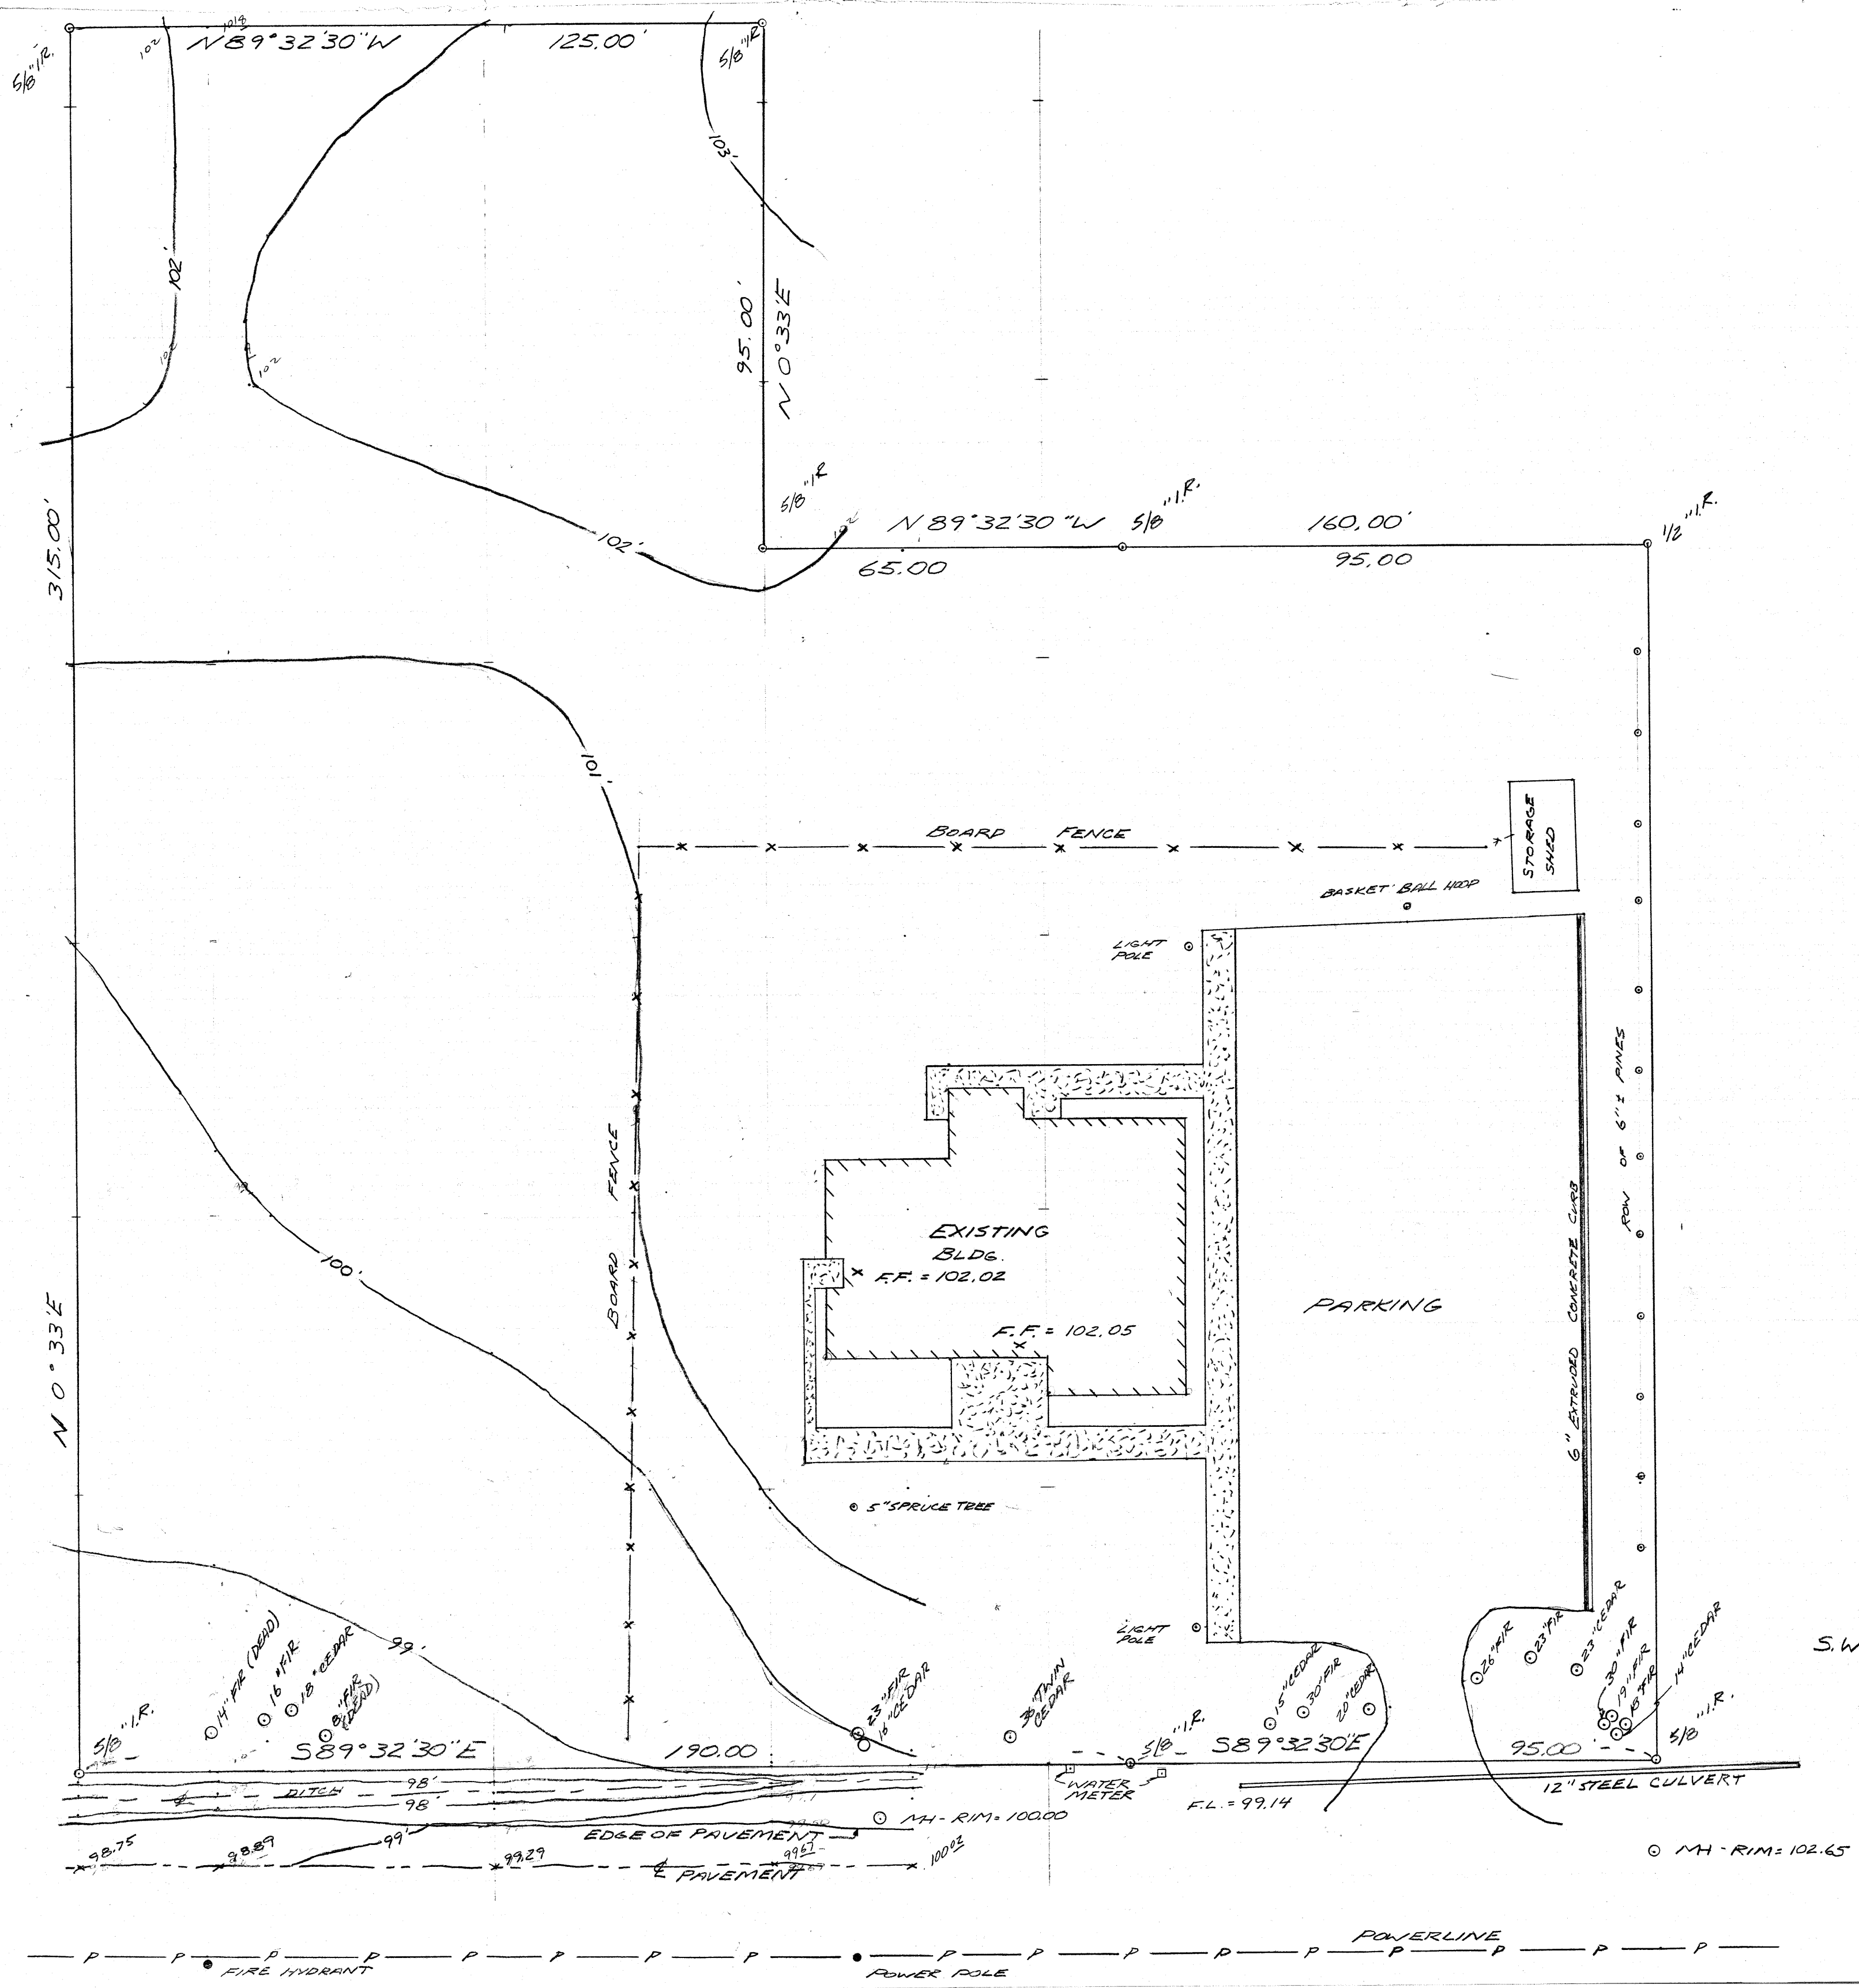 102
1018
N 89° 32' 30" W
125.00'
5/8" I.R.
5/8" I.R.
103'
102'
95.00'
N 0° 33' E
102
102
5/8" I.R.
N 89° 32' 30" W
5/8" I.R.
160.00'
1/2" I.R.
102'
102
65.00
95.00
315.00'
101'
BOARD FENCE
STORAGE
SHED
BASKET BALL HOOP
LIGHT
POLE
ROW OF 6" ± PINES
BOARD FENCE
6" EXTRUDED CONCRETE CURB
EXISTING
BLDG.
F.F. = 102.02
F.F. = 102.05
PARKING
100'
N 0° 33' E
5" SPRUCE TREE
LIGHT
POLE
99'
14" FIR (DEAD)
16" FIR
18" CEDAR
8" FIR
(DEAD)
23" FIR
16" CEDAR
30" TWIN
CEDAR
15" CEDAR
30" FIR
20" CEDAR
26" FIR
23" FIR
23" CEDAR
30" FIR
19" FIR
14" CEDAR
S.W
5/8" I.R.
S 89° 32' 30" E
190.00
5/8" I.R.
S 89° 32' 30" E
95.00
5/8" I.R.
DITCH
98'
98'
WATER
METER
F.L. = 99.14
12" STEEL CULVERT
MH - RIM = 100.00
EDGE OF PAVEMENT
98.75
98.89
99'
99.29
99.67
100.02
℄ PAVEMENT
MH - RIM = 102.65
POWERLINE
P P P P P P P P P P P P P P P P P
FIRE HYDRANT
POWER POLE